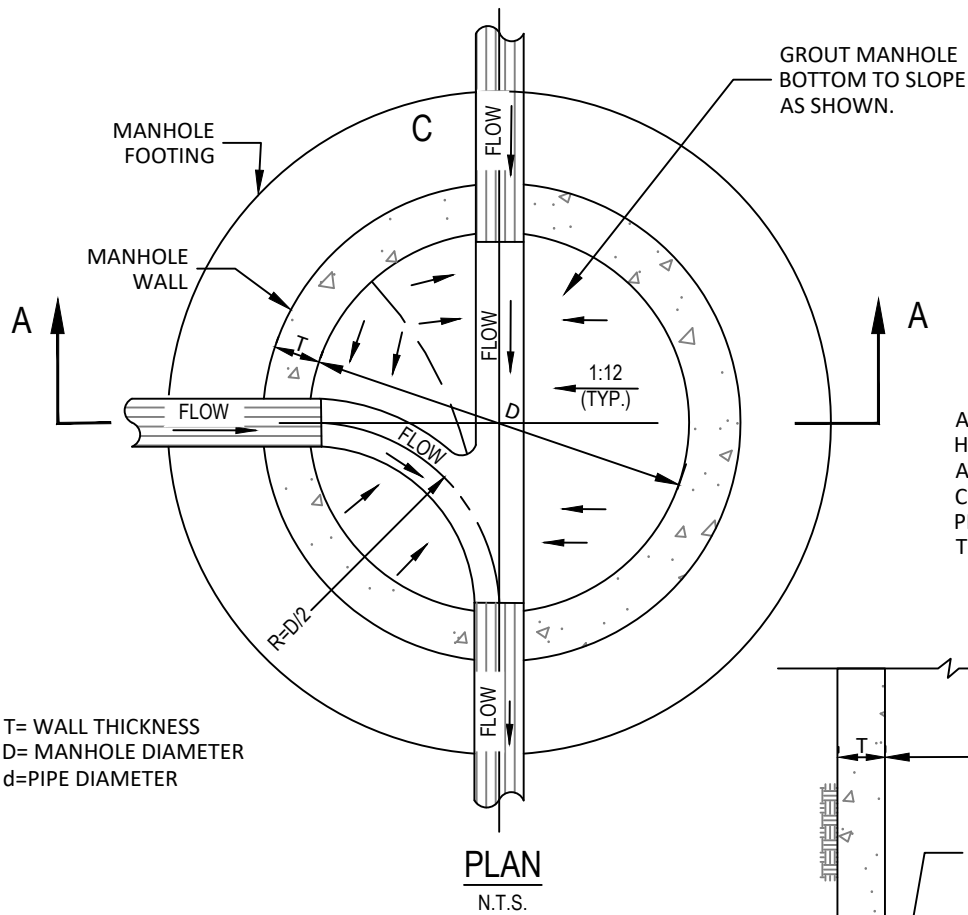 GROUT MANHOLE
BOTTOM TO SLOPE
AS SHOWN.
MANHOLE
FOOTING
C
FLOW
MANHOLE
WALL
A
A
FLOW
T
1:12
(TYP.)
D
FLOW
FLOW
A
H
A
C
P
T
R=D/2
FLOW
T= WALL THICKNESS
D= MANHOLE DIAMETER
d=PIPE DIAMETER
T
PLAN
N.T.S.